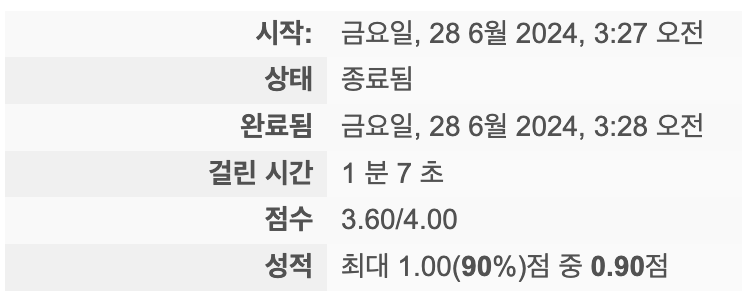 시작: 금요일, 28 6월 2024, 3:27 오전
상태 종료됨
완료됨 금요일, 28 6월 2024, 3:28 오전
걸린 시간 1 분 7 초
점수 3.60/4.00
성적 최대 1.00(90%)점 중 0.90점